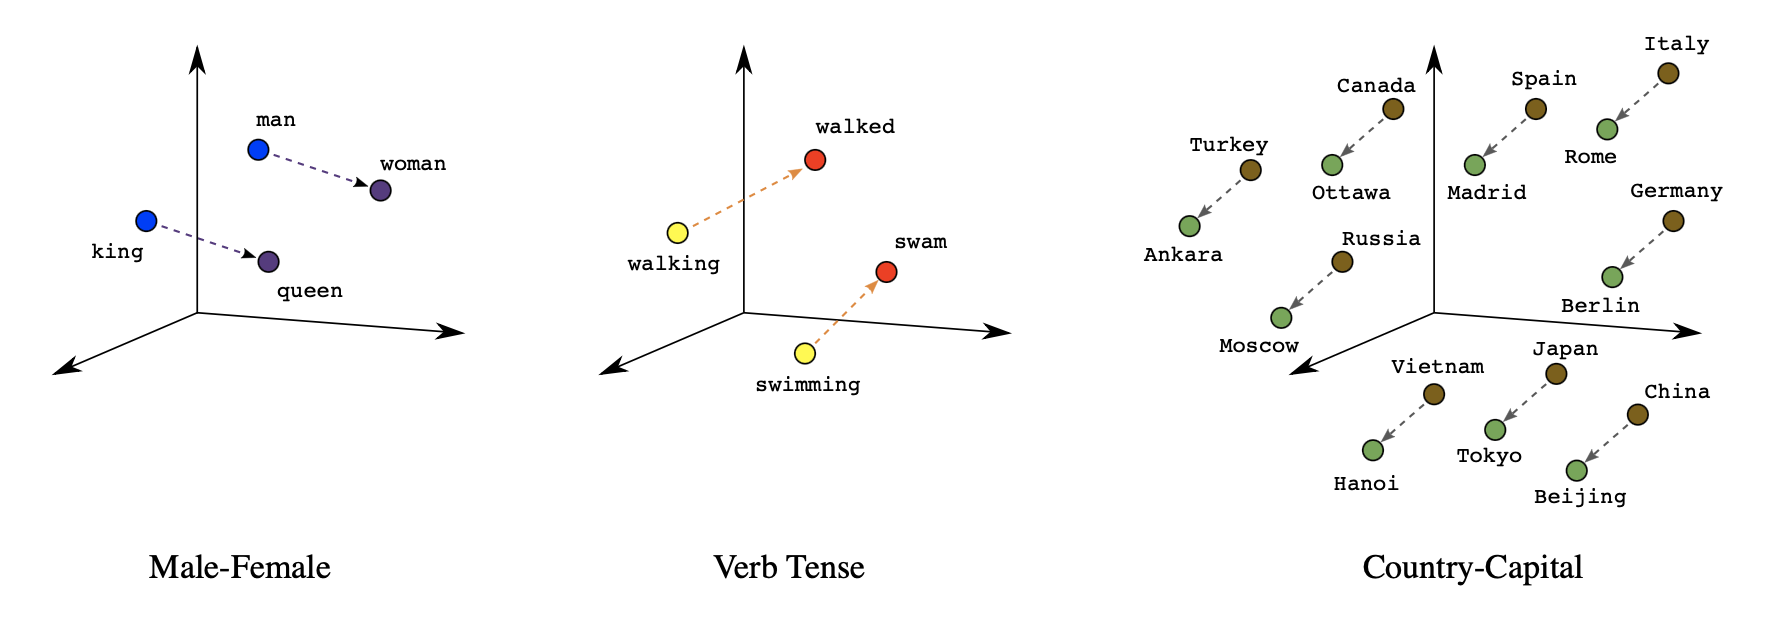 man
woman
king
queen
Male-Female
walked
walking
swam
swimming
Verb Tense
Italy
Canada
Spain
Turkey
Rome
Ottawa
Madrid
Germany
Russia
Ankara
Berlin
Moscow
Japan
Vietnam
China
Tokyo
Hanoi
Beijing
Country-Capital